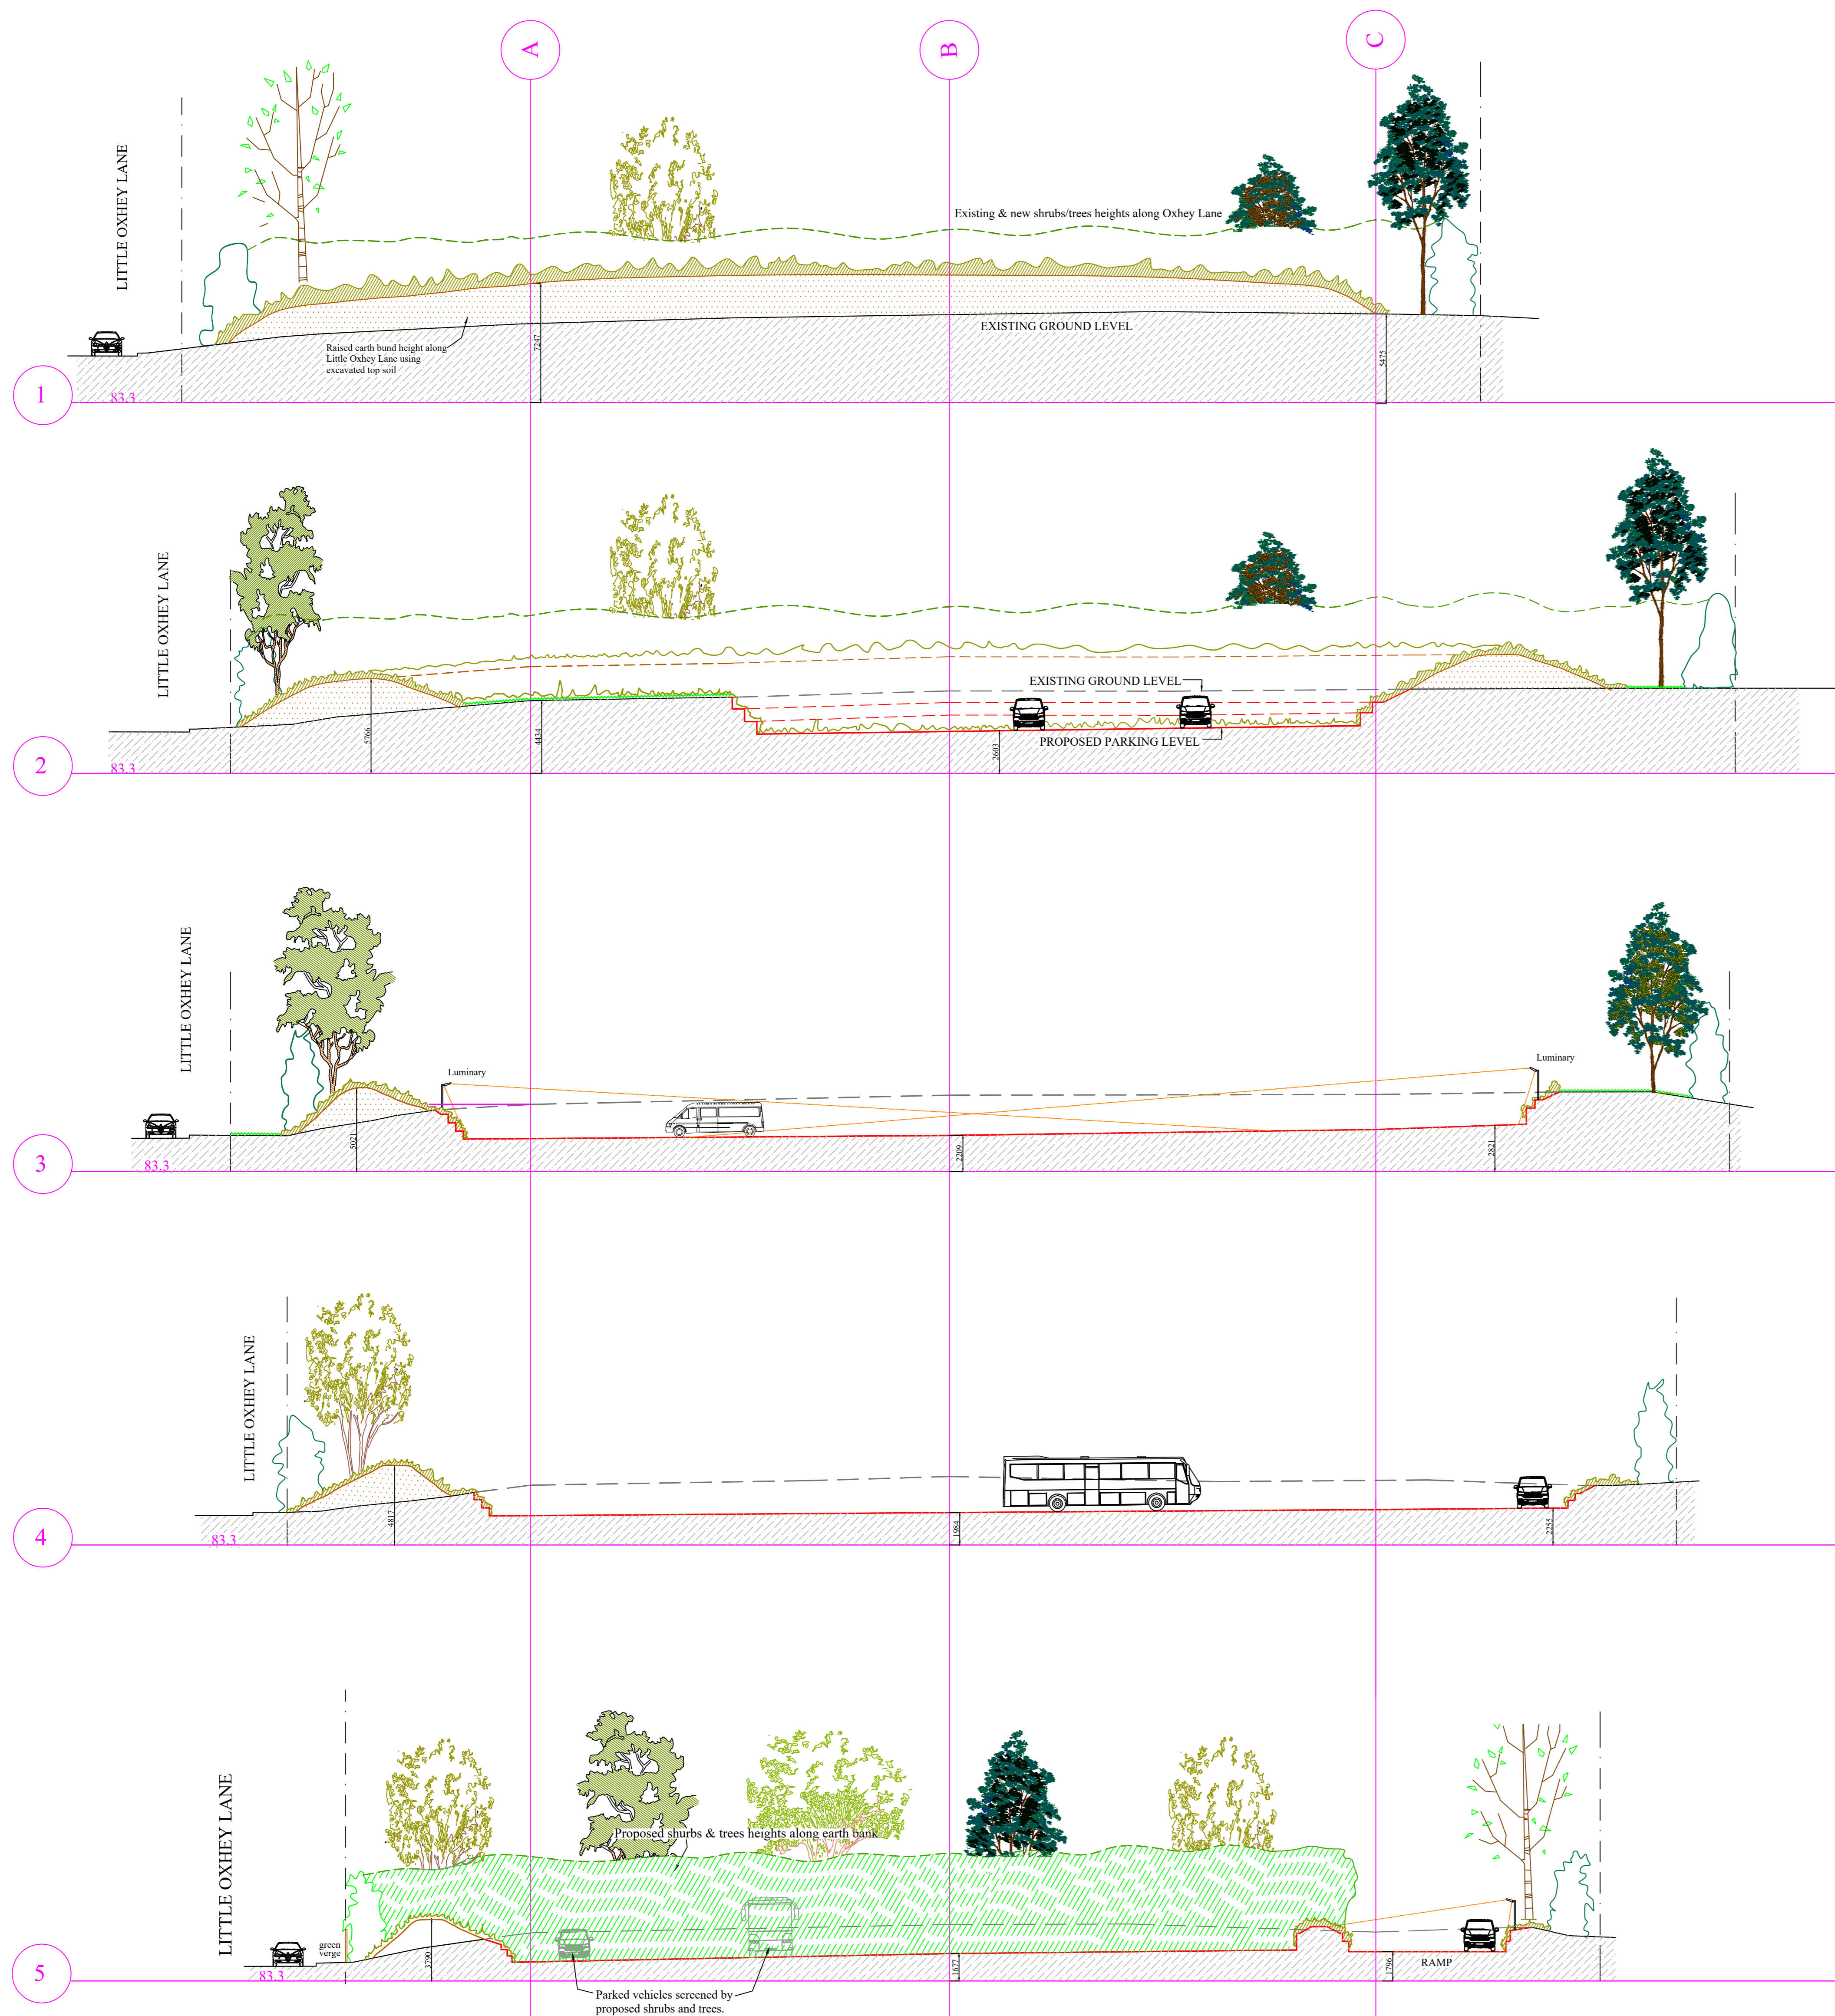 A
B
C
LITTLE OXHEY LANE
Existing & new shrubs/trees heights along Oxhey Lane
EXISTING GROUND LEVEL
Raised earth bund height along
Little Oxhey Lane using
excavated top soil
7247
5475
1
83.3
LITTLE OXHEY LANE
EXISTING GROUND LEVEL
PROPOSED PARKING LEVEL
5766
4434
2603
2
83.3
LITTLE OXHEY LANE
Luminary
Luminary
5021
2209
2821
3
83.3
LITTLE OXHEY LANE
4817
1984
2255
4
83.3
LITTLE OXHEY LANE
Proposed shurbs & trees heights along earth bank
green
verge
3790
1677
1796
RAMP
5
83.3
Parked vehicles screened by
proposed shrubs and trees.